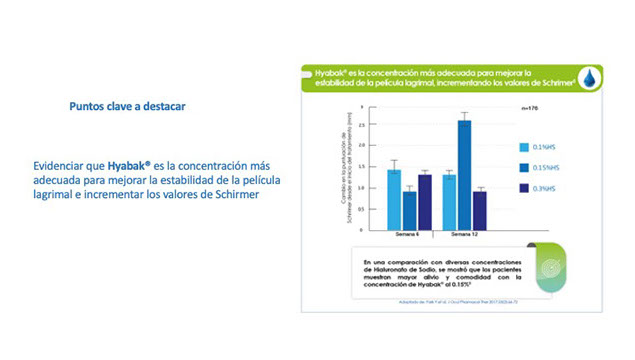 Puntos clave a destacar
Evidenciar que Hyabak® es la concentración más
adecuada para mejorar la estabilidad de la película
lagrimal e incrementar los valores de Schirmer
Hyabak® es la concentración más adecuada para mejorar la
estabilidad de la película lagrimal, incrementando los valores de Schrimer
n=176
Cambio en la puntuación de
Schirmer desde el inicio del tratamiento (mm)
3
2.5
2.0
1.5
1.0
0.5
0
0.1%HS
0.15%HS
0.3%HS
Semana 6
Semana 12
En una comparación con diversas concentraciones
de Hialuronato de Sodio, se mostró que los pacientes
muestran mayor alivio y comodidad con la
concentración de Hyabak® al 0.15%
Adaptado de: Park Y et al. J Ocul Pharmacol Ther 2017